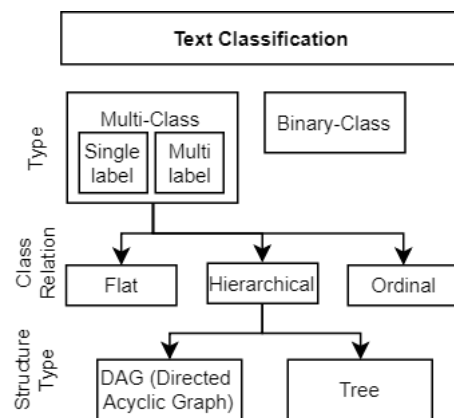 Text Classification
Type
Multi-Class
Single
label
Multi
label
Binary-Class
Class
Relation
Flat
Hierarchical
Ordinal
Structure
Type
DAG (Directed
Acyclic Graph)
Tree